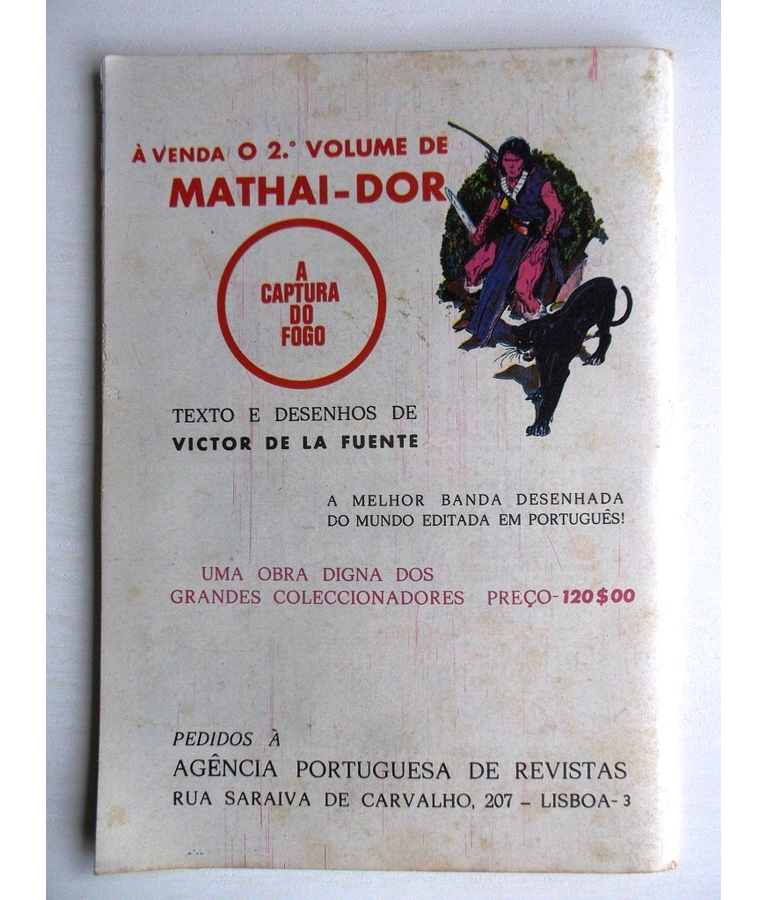 À VENDA O 2.º VOLUME DE
MATHAI-DOR
A
CAPTURA
DO
FOGO
TEXTO E DESENHOS DE
VICTOR DE LA FUENTE
A MELHOR BANDA DESENHADA
DO MUNDO EDITADA EM PORTUGUÊS!
UMA OBRA DIGNA DOS
GRANDES COLECCIONADORES PREÇO-120$00
PEDIDOS À
AGÊNCIA PORTUGUESA DE REVISTAS
RUA SARAIVA DE CARVALHO, 207 – LISBOA-3